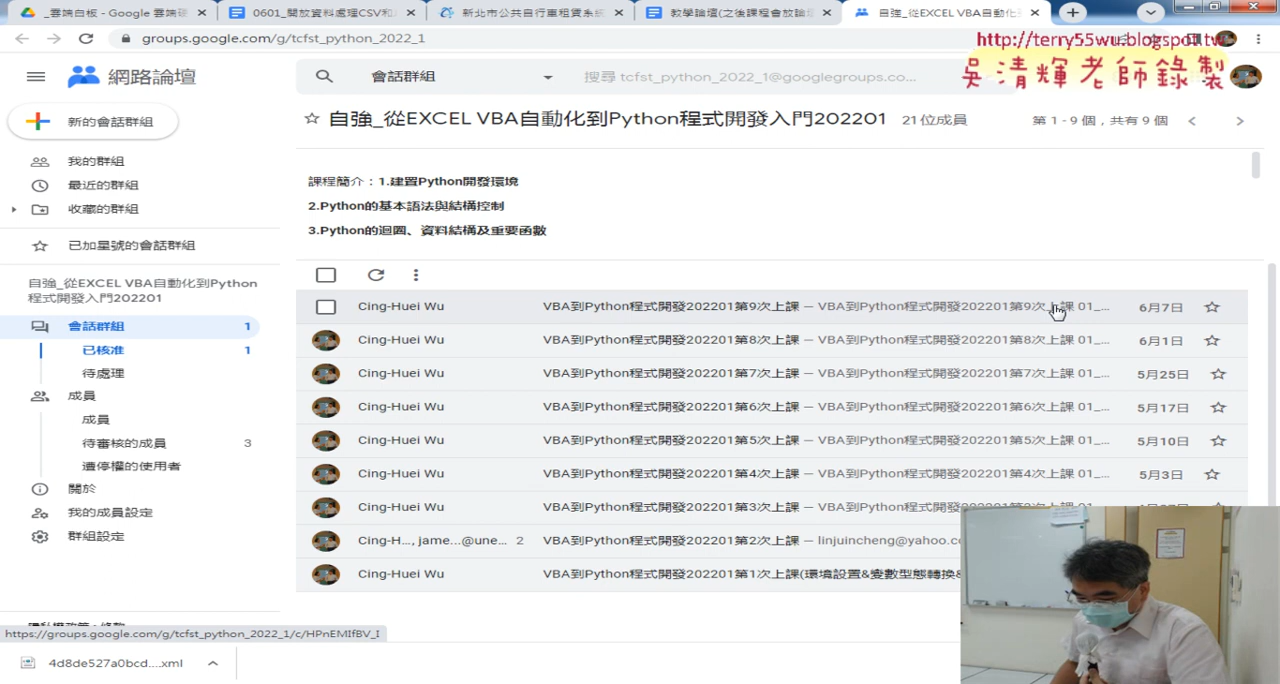 _雲端白板 - Google 雲端硬
0601_開放資料處理CSV和
新北市公共自行車租賃系統
教學論壇(之後課程會放論壇
自強_從EXCEL VBA自動化到
groups.google.com/g/tcfst_python_2022_1
http://terry55wu.blogspot.tw
吳清輝老師錄製
網路論壇
會話群組
搜尋 tcfst_python_2022_1@googlegroups.co...
新的會話群組
自強_從EXCEL VBA自動化到Python程式開發入門202201
21 位成員
第 1 - 9 個，共有 9 個
我的群組
最近的群組
收藏的群組
已加星號的會話群組
課程簡介：1.建置Python開發環境
2.Python的基本語法與結構控制
3.Python的迴圈、資料結構及重要函數
自強_從EXCEL VBA自動化到Python
程式開發入門202201
會話群組 1
已核准 1
待處理
成員
成員
待審核的成員 3
遭停權的使用者
關於
我的成員設定
群組設定
Cing-Huei Wu VBA到Python程式開發202201第9次上課 – VBA到Python程式開發202201第9次上課 01_... 6月7日
Cing-Huei Wu VBA到Python程式開發202201第8次上課 – VBA到Python程式開發202201第8次上課 01_... 6月1日
Cing-Huei Wu VBA到Python程式開發202201第7次上課 – VBA到Python程式開發202201第7次上課 01_... 5月25日
Cing-Huei Wu VBA到Python程式開發202201第6次上課 – VBA到Python程式開發202201第6次上課 01_... 5月17日
Cing-Huei Wu VBA到Python程式開發202201第5次上課 – VBA到Python程式開發202201第5次上課 01_... 5月10日
Cing-Huei Wu VBA到Python程式開發202201第4次上課 – VBA到Python程式開發202201第4次上課 01_... 5月3日
Cing-Huei Wu VBA到Python程式開發202201第3次上課 – VBA到Python程式開發202201
Cing-H..., jame...@une... 2 VBA到Python程式開發202201第2次上課 – linjuincheng@yahoo.c
Cing-Huei Wu VBA到Python程式開發202201第1次上課(環境設置&變數型態轉換&
https://groups.google.com/g/tcfst_python_2022_1/c/HPnEMIfBV_I
4d8de527a0bcd....xml